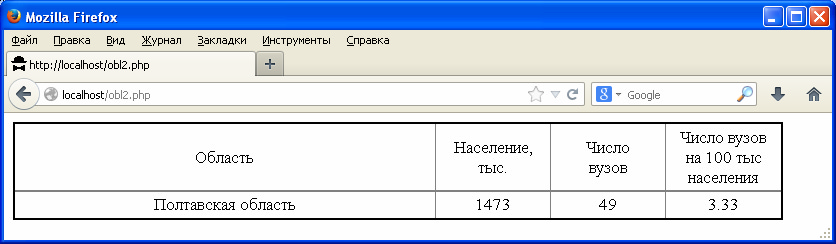 Mozilla Firefox
Файл Правка Вид Журнал Закладки Инструменты Справка
http://localhost/obl2.php
localhost/obl2.php
Google
Область
Население,
тыс.
Число
вузов
Число вузов
на 100 тыс
населения
Полтавская область 1473 49 3.33